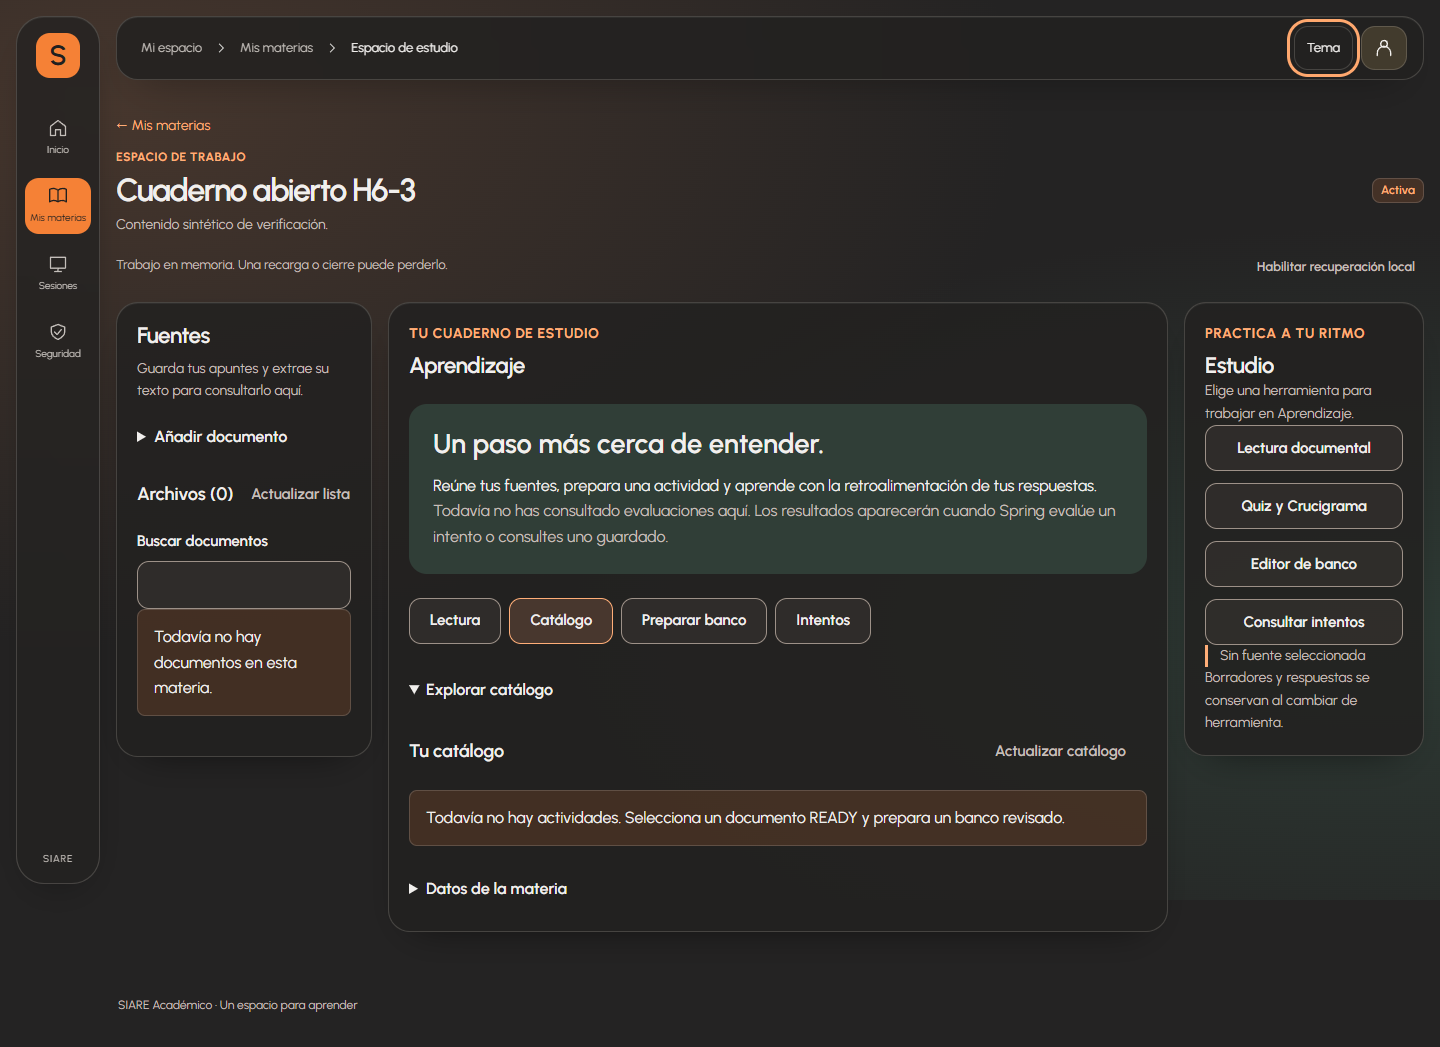 S
Mi espacio > Mis materias > Espacio de estudio
Tema
Inicio
Mis materias
Sesiones
Seguridad
SIARE
← Mis materias
ESPACIO DE TRABAJO
Cuaderno abierto H6-3
Activa
Contenido sintético de verificación.
Trabajo en memoria. Una recarga o cierre puede perderlo.
Habilitar recuperación local
Fuentes
Guarda tus apuntes y extrae su
texto para consultarlo aquí.
Añadir documento
Archivos (0)
Actualizar lista
Buscar documentos
Todavía no hay
documentos en esta
materia.
TU CUADERNO DE ESTUDIO
Aprendizaje
Un paso más cerca de entender.
Reúne tus fuentes, prepara una actividad y aprende con la retroalimentación de tus respuestas.
Todavía no has consultado evaluaciones aquí. Los resultados aparecerán cuando Spring evalúe un
intento o consultes uno guardado.
Lectura
Catálogo
Preparar banco
Intentos
Explorar catálogo
Tu catálogo
Actualizar catálogo
Todavía no hay actividades. Selecciona un documento READY y prepara un banco revisado.
Datos de la materia
PRACTICA A TU RITMO
Estudio
Elige una herramienta para
trabajar en Aprendizaje.
Lectura documental
Quiz y Crucigrama
Editor de banco
Consultar intentos
Sin fuente seleccionada
Borradores y respuestas se
conservan al cambiar de
herramienta.
SIARE Académico · Un espacio para aprender